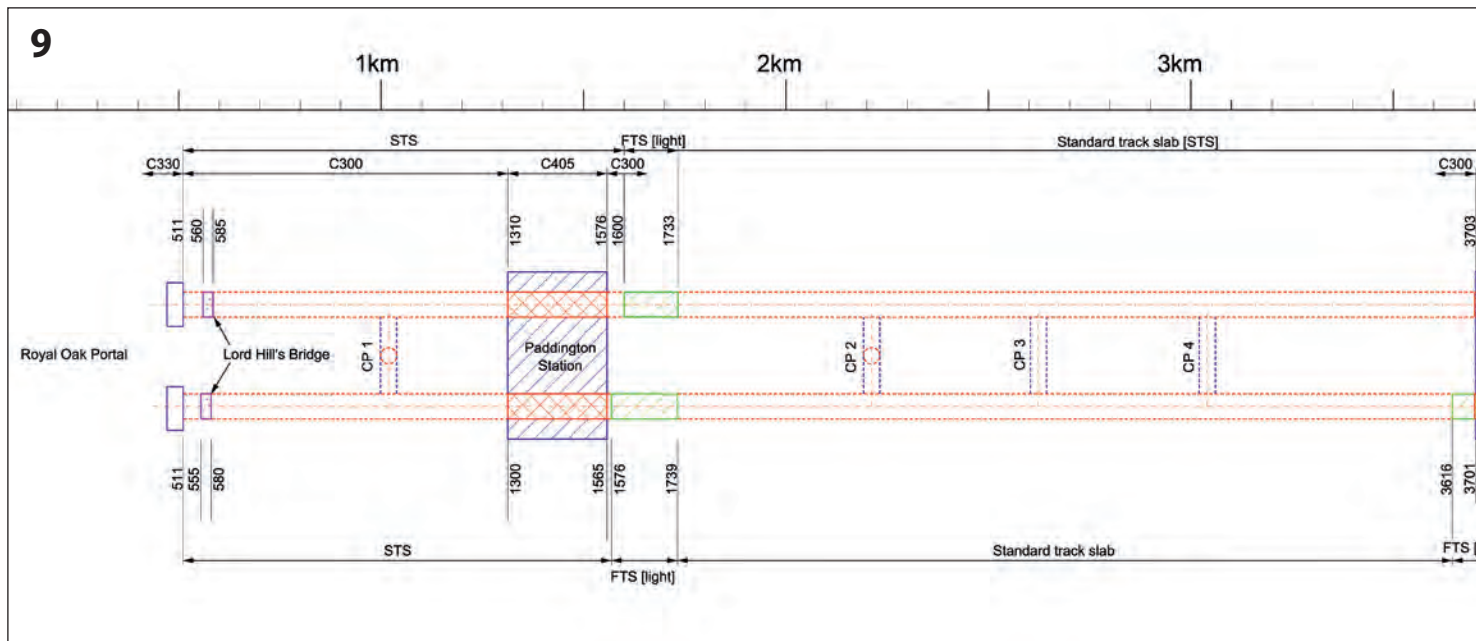 9
1km
2km
3km
STS
FTS [light]
Standard track slab [STS]
C330
C300
C405
C300
C300
511
560
585
1310
1576
1600
1733
3703
Royal Oak Portal
Lord Hill's Bridge
CP 1
Paddington
Station
CP 2
CP 3
CP 4
511
555
580
1300
1565
1576
1739
3616
3701
STS
FTS [light]
Standard track slab
FTS [